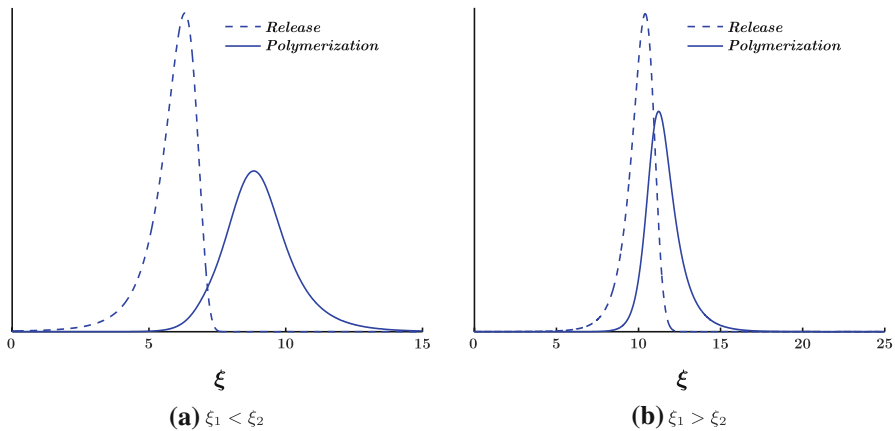 Release
Polymerization
0 5 10 15
ξ
(a) ξ₁ < ξ₂
Release
Polymerization
0 5 10 15 20 25
ξ
(b) ξ₁ > ξ₂